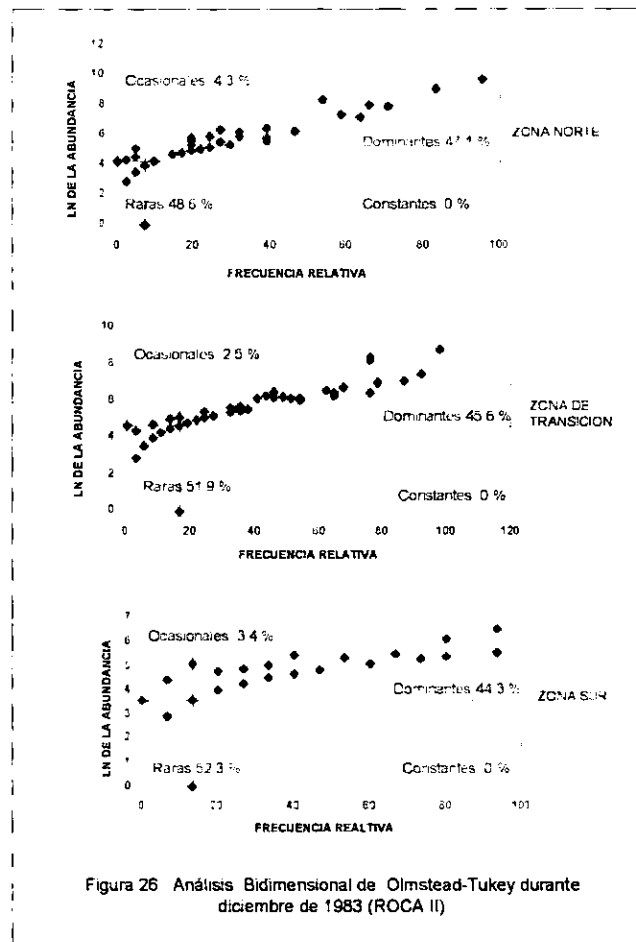 12
Ocasionales 4.3 %
10
8
6
4
2
0
LN DE LA ABUNDANCIA
Dominantes 47.1 %
ZONA NORTE
Raras 48.6 %
Constantes 0 %
0 20 40 60 80 100
FRECUENCIA RELATIVA
10
Ocasionales 2.5 %
8
6
4
2
0
LN DE LA ABUNDANCIA
Dominantes 45.6 %
ZONA DE
TRANSICION
Raras 51.9 %
Constantes 0 %
0 20 40 60 80 100 120
FRECUENCIA RELATIVA
7
Ocasionales 3.4 %
6
5
4
3
2
1
0
LN DE LA ABUNDANCIA
Dominantes 44.3 %
ZONA SUR
Raras 52.3 %
Constantes 0 %
0 20 40 60 80 100
FRECUENCIA REALTIVA
Figura 26 Análisis Bidimensional de Olmstead-Tukey durante
diciembre de 1983 (ROCA II)